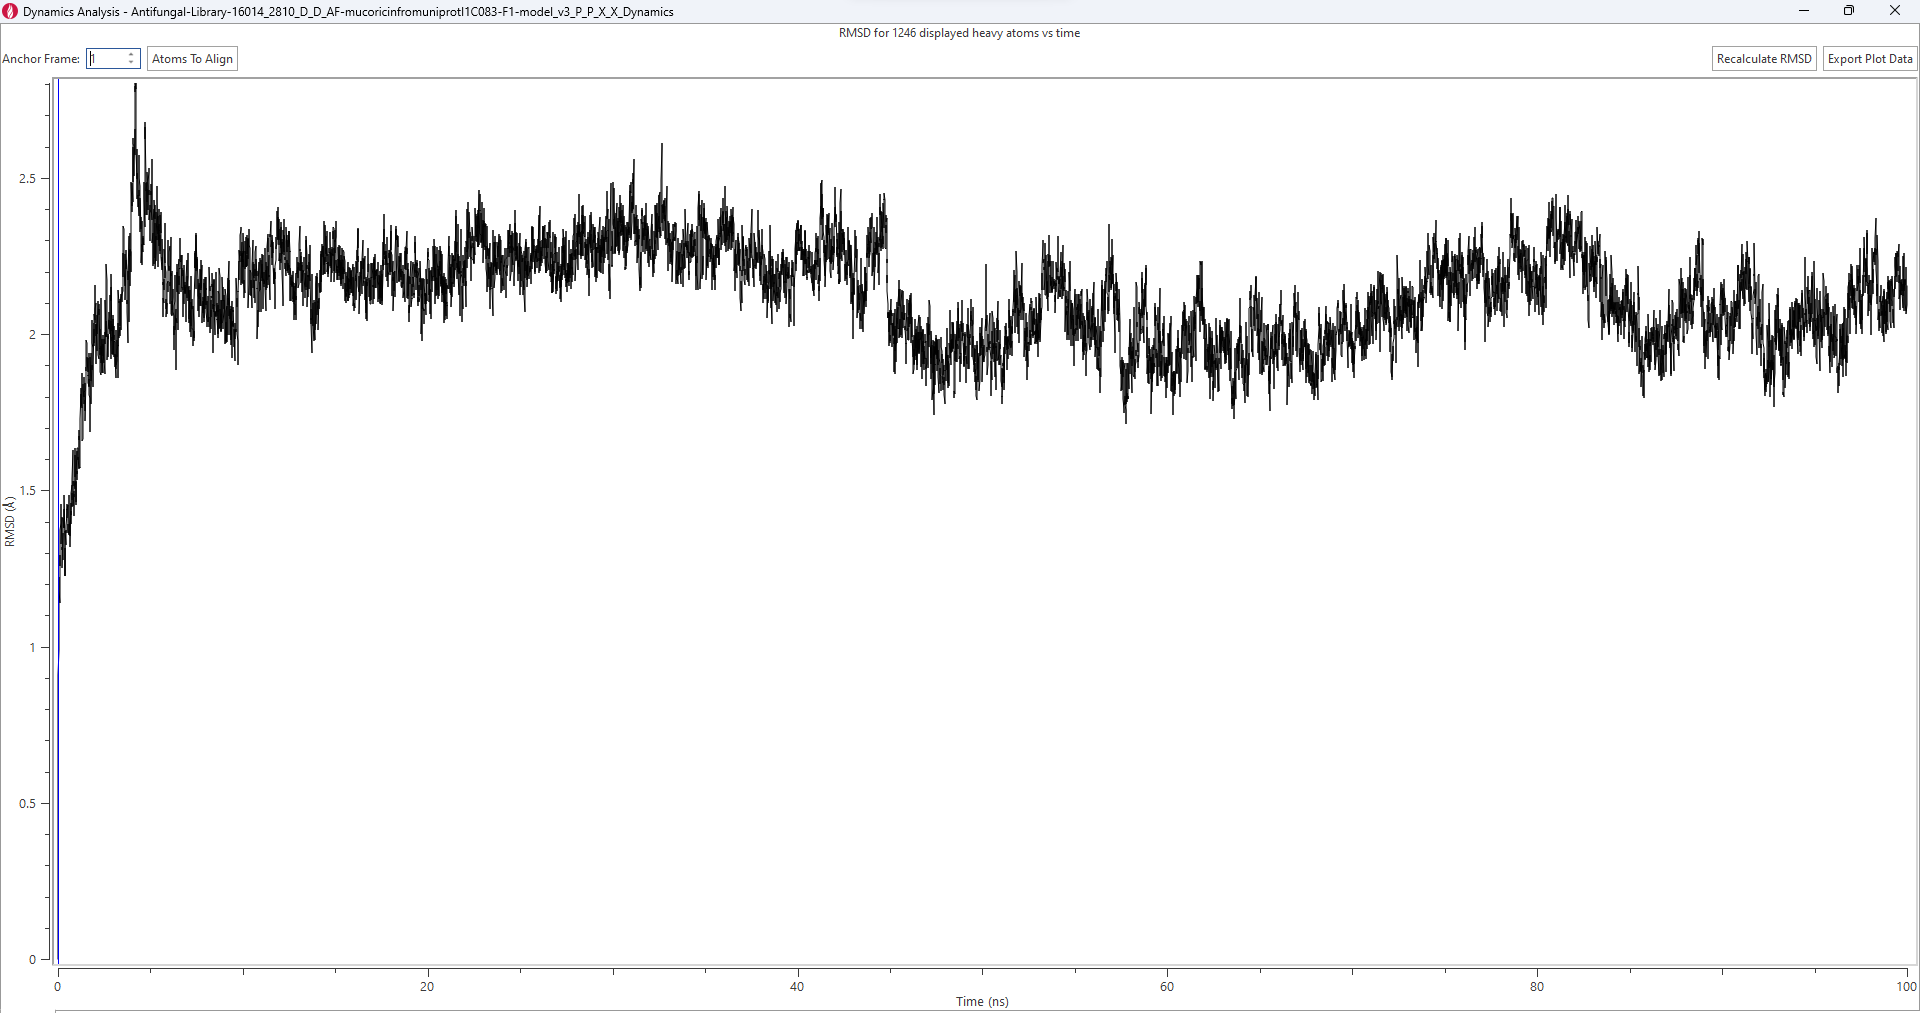 Dynamics Analysis - Antifungal-Library-16014_2810_D_D_AF-mucoricinfromuniprotI1C083-F1-model_v3_P_P_X_X_Dynamics
RMSD for 1246 displayed heavy atoms vs time
Anchor Frame: 1 Atoms To Align Recalculate RMSD Export Plot Data
2.5
2
1.5
1
0.5
0
RMSD (Å)
0 20 40 60 80 100
Time (ns)